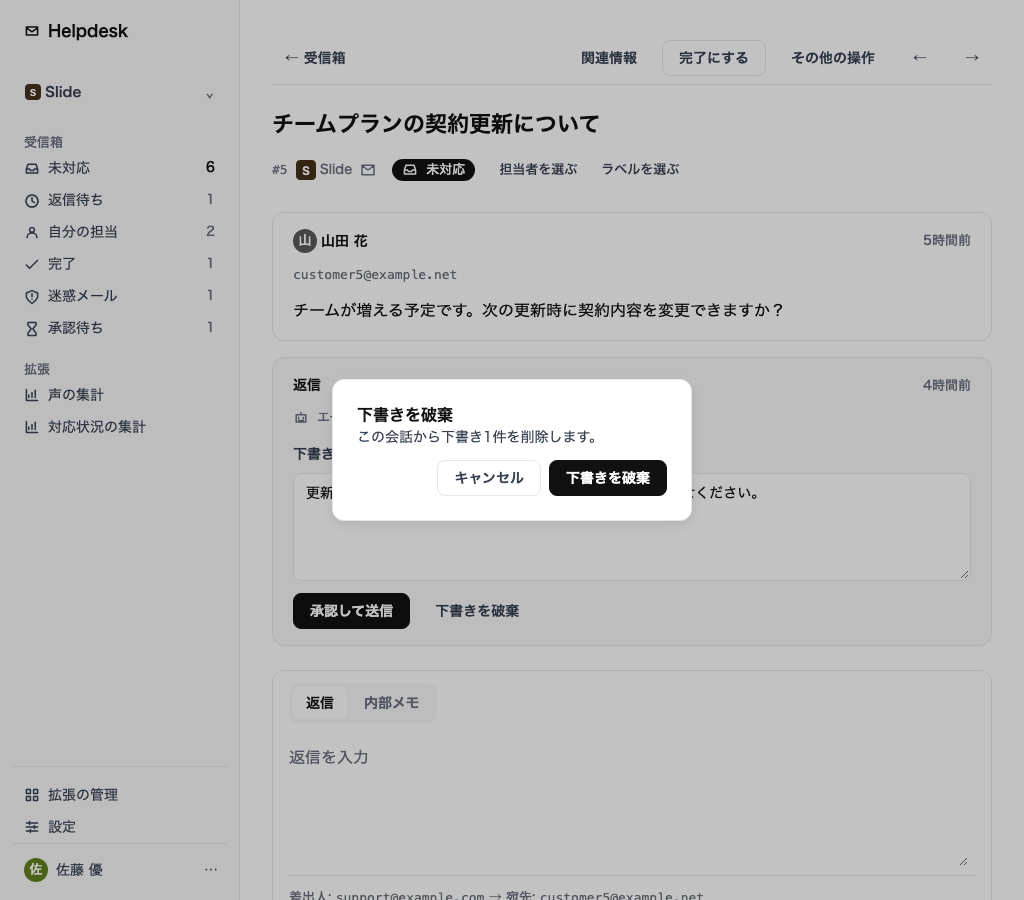 Helpdesk
S Slide
受信箱
未対応 6
返信待ち 1
自分の担当 2
完了 1
迷惑メール 1
承認待ち 1
拡張
声の集計
対応状況の集計
拡張の管理
設定
佐 佐藤 優 ...
← 受信箱 関連情報 完了にする その他の操作 ← →
チームプランの契約更新について
#5 S Slide 未対応 担当者を選ぶ ラベルを選ぶ
山 山田 花 5時間前
customer5@example.net
チームが増える予定です。次の更新時に契約内容を変更できますか？
返信 4時間前
下書き
更新 ください。
下書きを破棄
この会話から下書き1件を削除します。
キャンセル 下書きを破棄
承認して送信 下書きを破棄
返信 内部メモ
返信を入力
差出人: support@example.com → 宛先: customer5@example.net